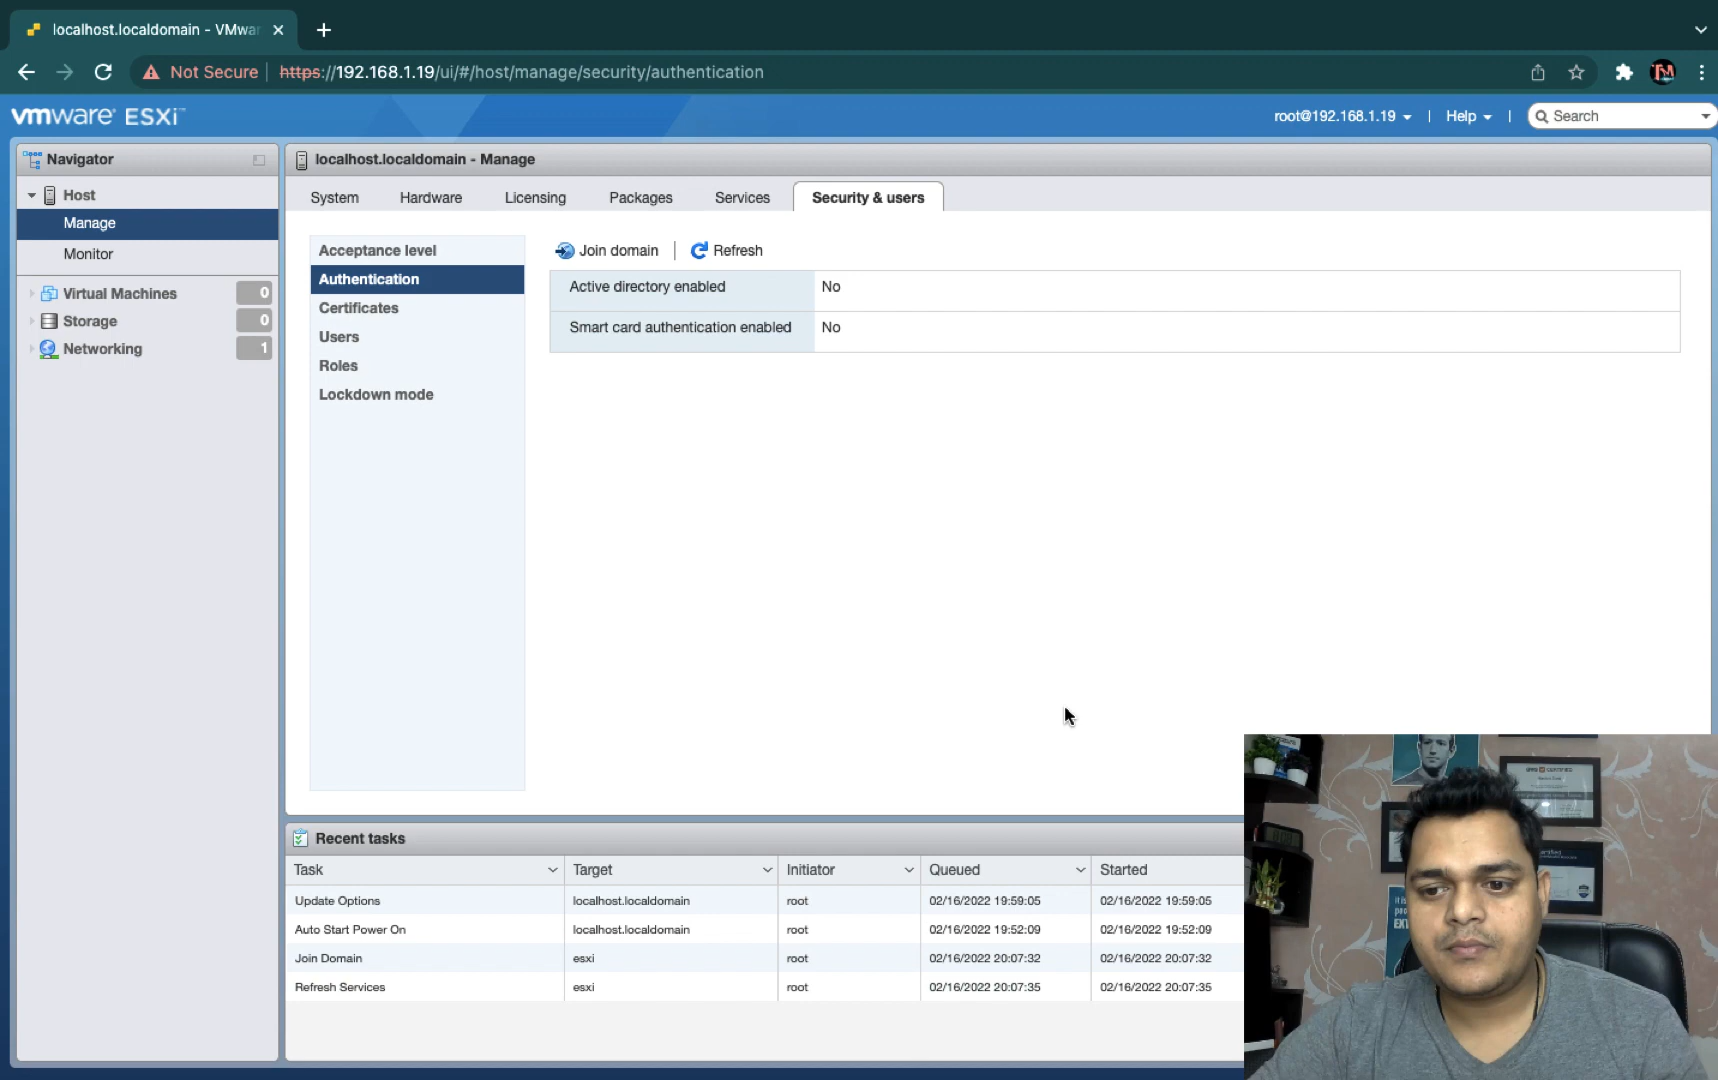 localhost.localdomain - VMwa
Not Secure https://192.168.1.19/ui/#/host/manage/security/authentication
vmware ESXi
root@192.168.1.19 | Help | Search
Navigator
Host
Manage
Monitor
Virtual Machines 0
Storage 0
Networking 1
localhost.localdomain - Manage
System Hardware Licensing Packages Services Security & users
Acceptance level
Authentication
Certificates
Users
Roles
Lockdown mode
Join domain | Refresh
Active directory enabled No
Smart card authentication enabled No
Recent tasks
Task Target Initiator Queued Started
Update Options localhost.localdomain root 02/16/2022 19:59:05 02/16/2022 19:59:05
Auto Start Power On localhost.localdomain root 02/16/2022 19:52:09 02/16/2022 19:52:09
Join Domain esxi root 02/16/2022 20:07:32 02/16/2022 20:07:32
Refresh Services esxi root 02/16/2022 20:07:35 02/16/2022 20:07:35